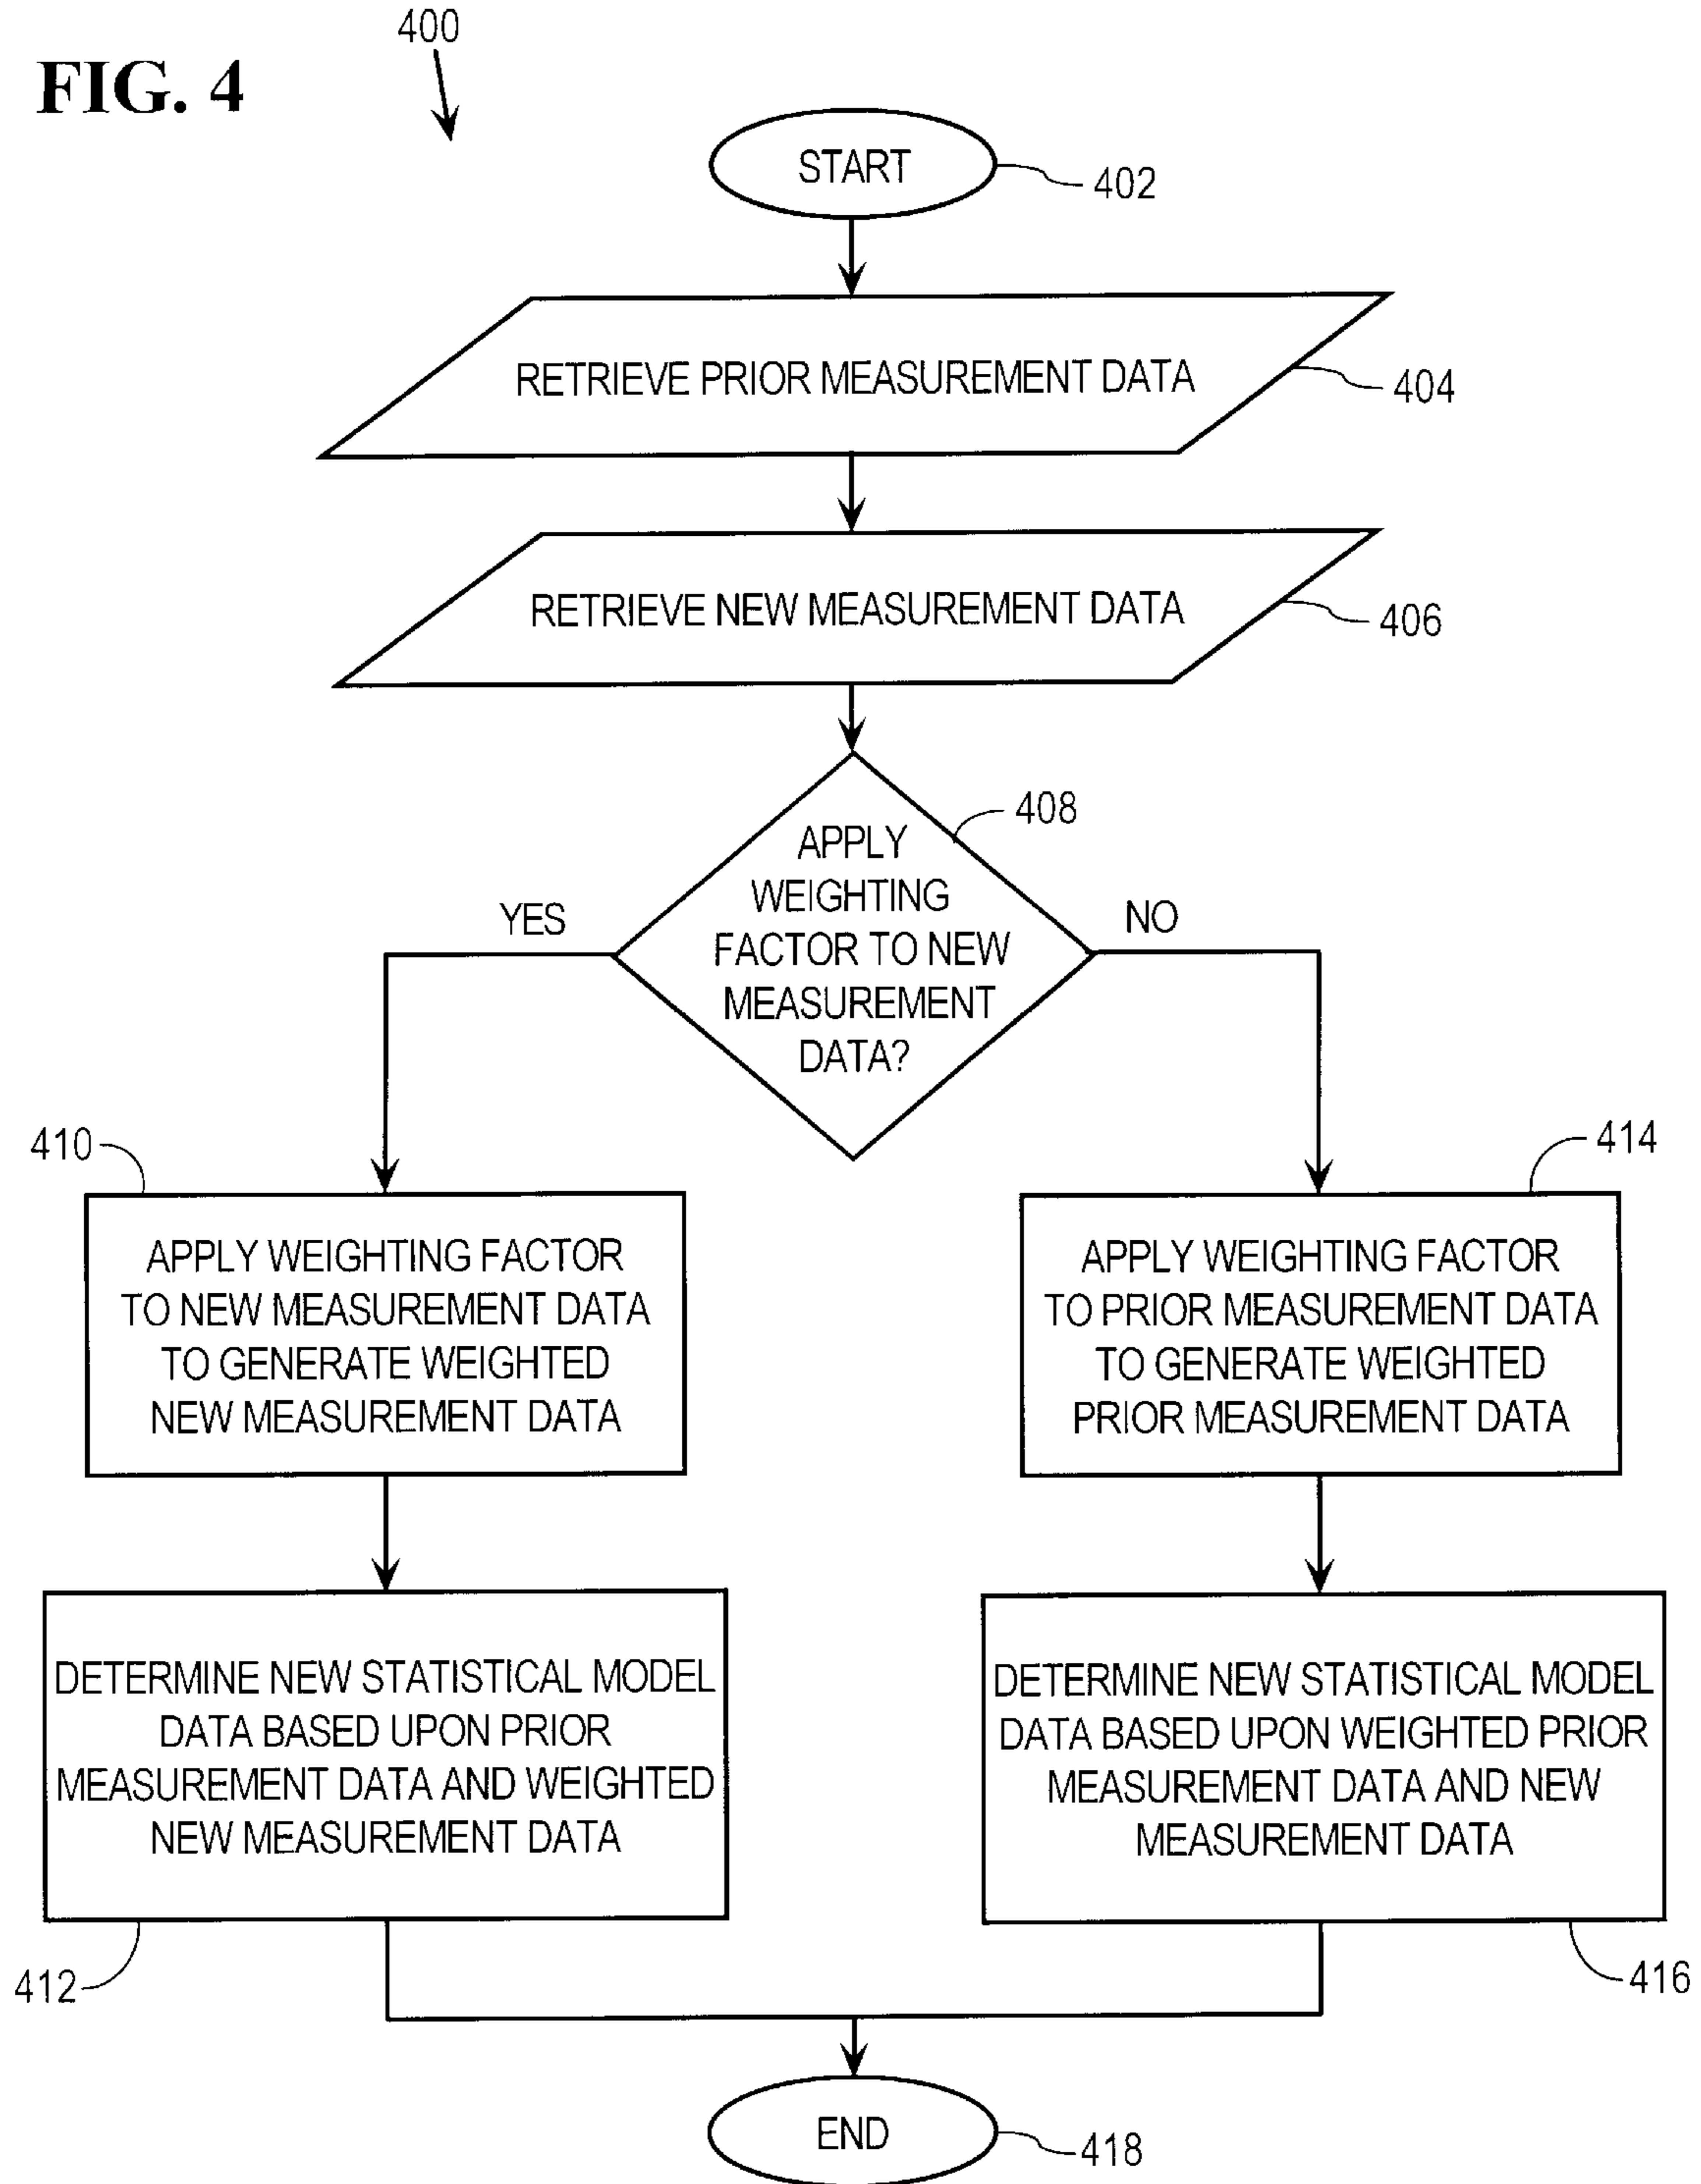 400
FIG. 4
START
402
RETRIEVE PRIOR MEASUREMENT DATA
404
RETRIEVE NEW MEASUREMENT DATA
406
408
APPLY
WEIGHTING
FACTOR TO NEW
MEASUREMENT
DATA?
YES
NO
410
APPLY WEIGHTING FACTOR
TO NEW MEASUREMENT DATA
TO GENERATE WEIGHTED
NEW MEASUREMENT DATA
414
APPLY WEIGHTING FACTOR
TO PRIOR MEASUREMENT DATA
TO GENERATE WEIGHTED
PRIOR MEASUREMENT DATA
DETERMINE NEW STATISTICAL MODEL
DATA BASED UPON PRIOR
MEASUREMENT DATA AND WEIGHTED
NEW MEASUREMENT DATA
412
DETERMINE NEW STATISTICAL MODEL
DATA BASED UPON WEIGHTED PRIOR
MEASUREMENT DATA AND NEW
MEASUREMENT DATA
416
END
418